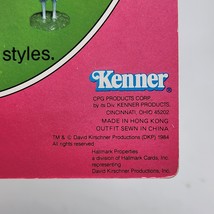 styles.
Kenner
CPG PRODUCTS CORP.
by its Div. KENNER PRODUCTS
CINCINNATI, OHIO 45202
MADE IN HONG KONG
OUTFIT SEWN IN CHINA
TM & © David Kirschner Productions (DKP) 1984
All rights reserved
Hallmark Properties
a division of Hallmark Cards, Inc.
representing
David Kirschner Productions, Inc.